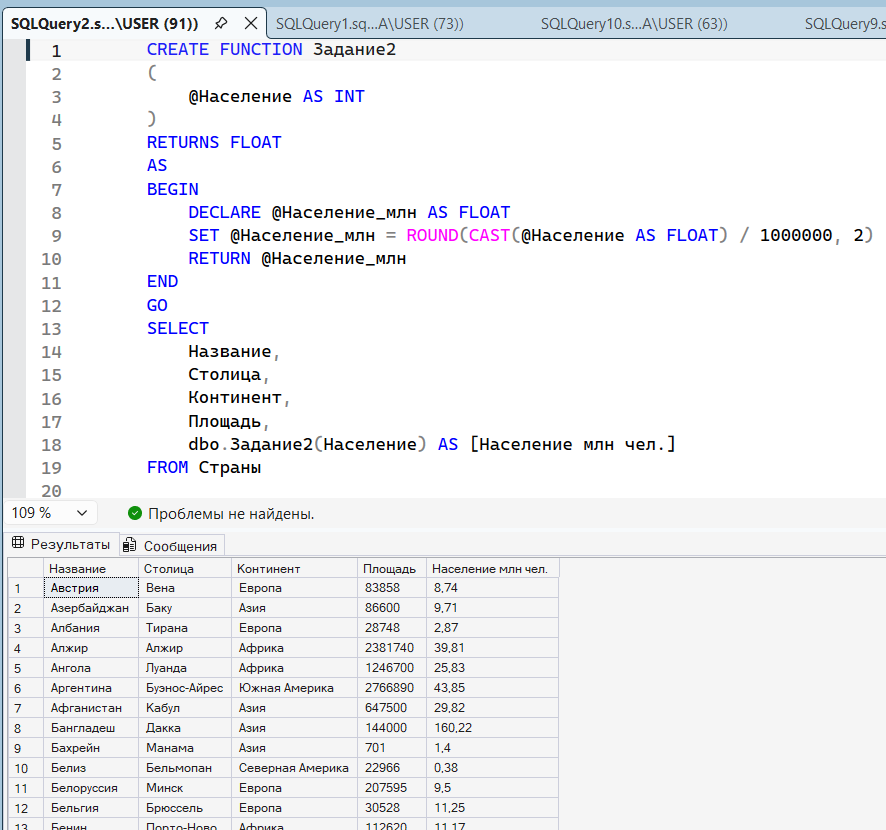 SQLQuery2.s...\USER (91)) SQLQuery1.sq...A\USER (73)) SQLQuery10.s...A\USER (63)) SQLQuery9.s
1 CREATE FUNCTION Задание2
2 (
3 @Население AS INT
4 )
5 RETURNS FLOAT
6 AS
7 BEGIN
8 DECLARE @Население_млн AS FLOAT
9 SET @Население_млн = ROUND(CAST(@Население AS FLOAT) / 1000000, 2)
10 RETURN @Население_млн
11 END
12 GO
13 SELECT
14 Название,
15 Столица,
16 Континент,
17 Площадь,
18 dbo.Задание2(Население) AS [Население млн чел.]
19 FROM Страны
20
109 % Проблемы не найдены.
Результаты Сообщения
Название Столица Континент Площадь Население млн чел.
1 Австрия Вена Европа 83858 8,74
2 Азербайджан Баку Азия 86600 9,71
3 Албания Тирана Европа 28748 2,87
4 Алжир Алжир Африка 2381740 39,81
5 Ангола Луанда Африка 1246700 25,83
6 Аргентина Буэнос-Айрес Южная Америка 2766890 43,85
7 Афганистан Кабул Азия 647500 29,82
8 Бангладеш Дакка Азия 144000 160,22
9 Бахрейн Манама Азия 701 1,4
10 Белиз Бельмопан Северная Америка 22966 0,38
11 Белоруссия Минск Европа 207595 9,5
12 Бельгия Брюссель Европа 30528 11,25
13 Бенин Порто-Ново Африка 112620 11,17